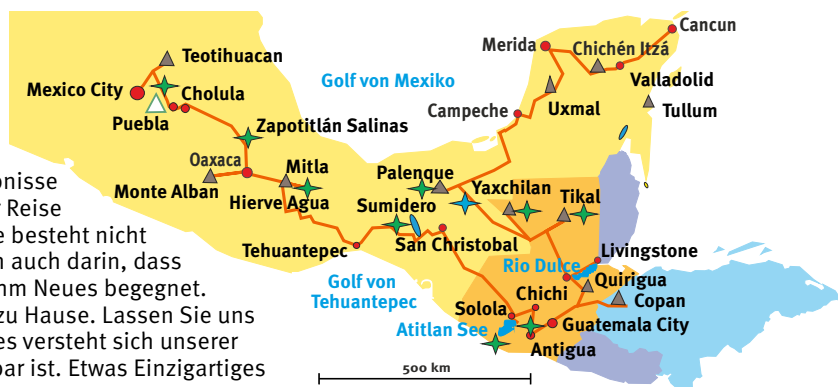 Cancun
Merida
Chichén Itzá
Teotihuacan
Golf von Mexiko
Valladolid
Mexico City
Cholula
Campeche
Uxmal
Tullum
Puebla
Zapotitlán Salinas
Oaxaca
Mitla
Palenque
Yaxchilan
Tikal
Monte Alban
Hierve Agua
Sumidero
San Christobal
Tehuantepec
Livingstone
Rio Dulce
Golf von
Tehuantepec
Quirigua
Chichi
Copan
Solola
Atitlan See
Guatemala City
Antigua
500 km
nisse
Reise
besteht nicht
auch darin, dass
hm Neues begegnet.
zu Hause. Lassen Sie uns
es versteht sich unserer
bar ist. Etwas Einzigartiges